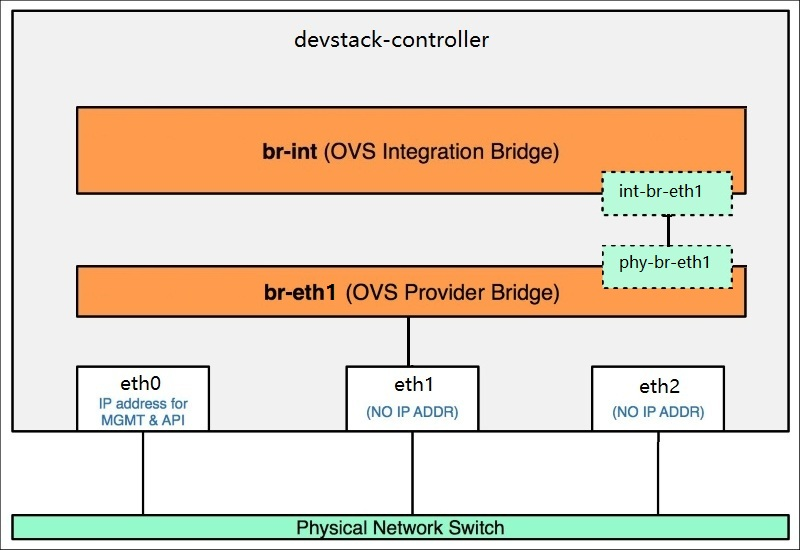 devstack-controller
br-int (OVS Integration Bridge)
int-br-eth1
phy-br-eth1
br-eth1 (OVS Provider Bridge)
eth0
IP address for
MGMT & API
eth1
(NO IP ADDR)
eth2
(NO IP ADDR)
Physical Network Switch